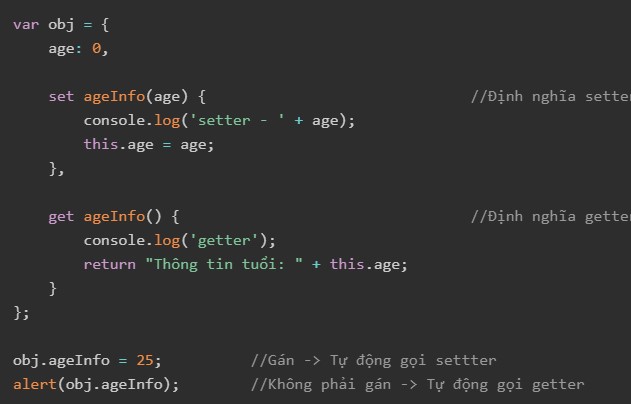 var obj = {
    age: 0,
    set ageInfo(age) {                    //Định nghĩa setter
        console.log('setter - ' + age);
        this.age = age;
    },
    get ageInfo() {                       //Định nghĩa getter
        console.log('getter');
        return "Thông tin tuổi: " + this.age;
    }
};
obj.ageInfo = 25;          //Gán -> Tự động gọi settter
alert(obj.ageInfo);        //Không phải gán -> Tự động gọi getter